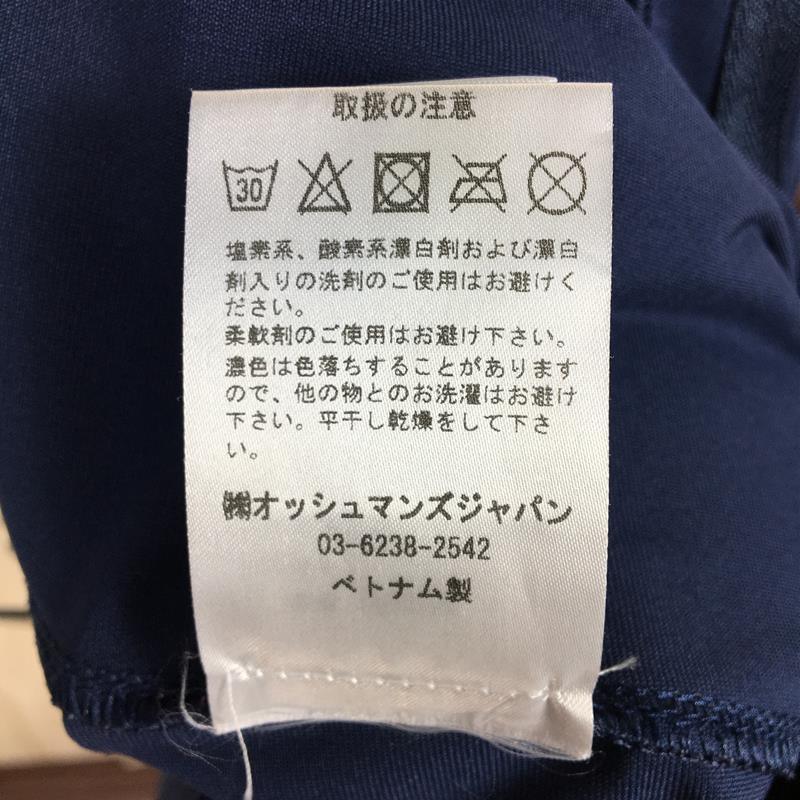 取扱の注意
30
塩素系、酸素系漂白剤および漂白
剤入りの洗剤のご使用はお避けく
ださい。
柔軟剤のご使用はお避け下さい。
濃色は色落ちすることがあります
ので、他の物とのお洗濯はお避け
下さい。平干し乾燥をして下さ
い。
㈱オッシュマンズジャパン
03-6238-2542
ベトナム製